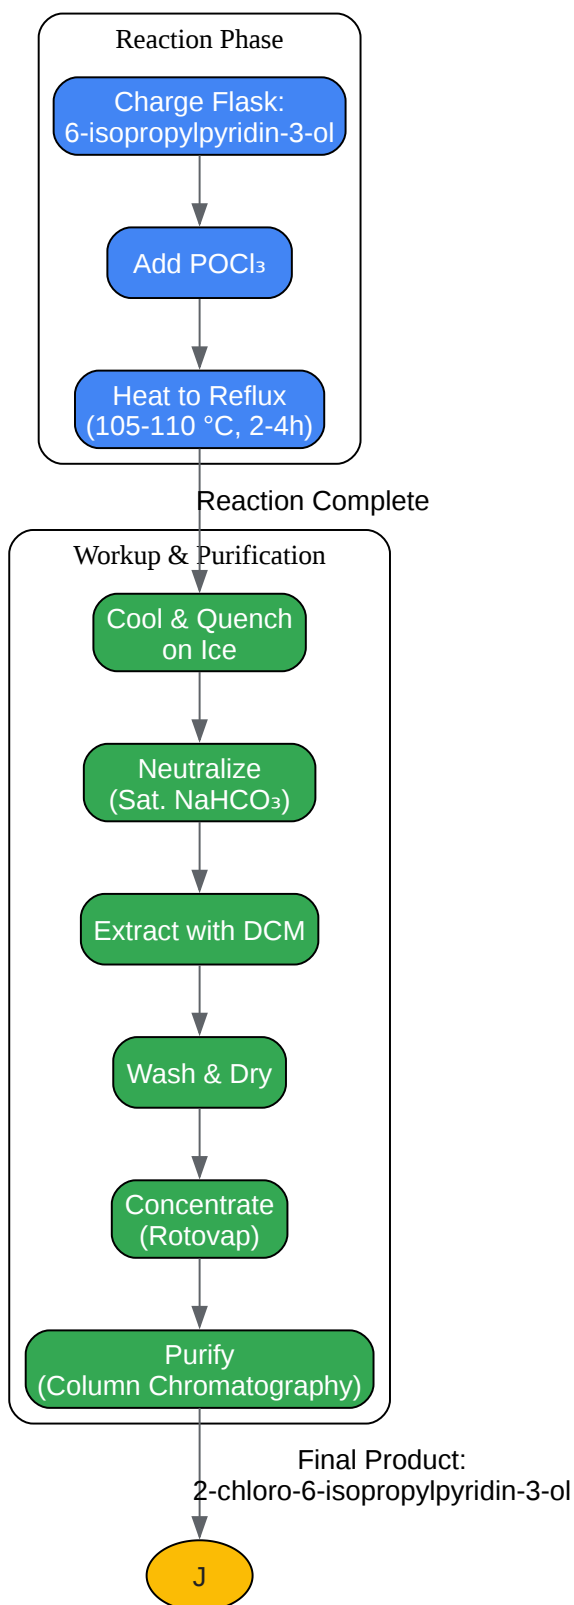 Reaction Phase
Charge Flask:
6-isopropylpyridin-3-ol
Add POCl₃
Heat to Reflux
(105-110 °C, 2-4h)
Reaction Complete
Workup & Purification
Cool & Quench
on Ice
Neutralize
(Sat. NaHCO₃)
Extract with DCM
Wash & Dry
Concentrate
(Rotovap)
Purify
(Column Chromatography)
Final Product:
2-chloro-6-isopropylpyridin-3-ol
J